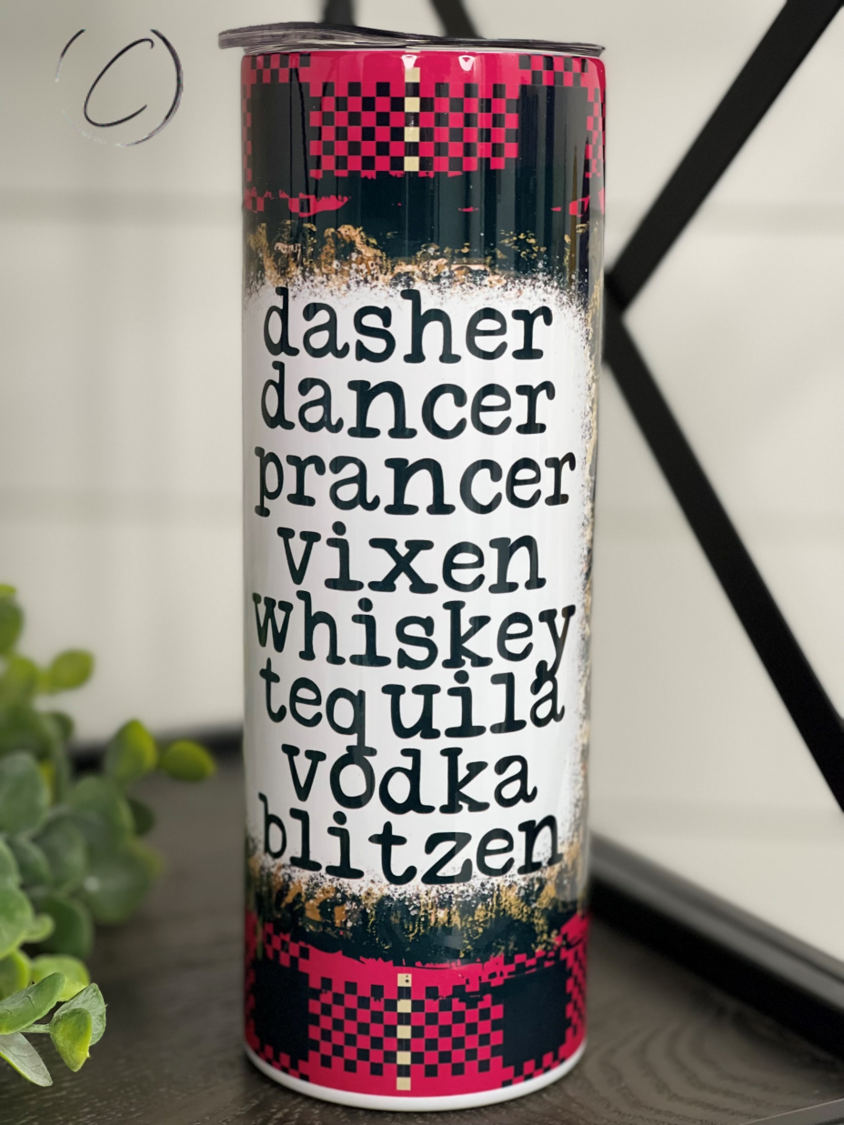 dasher
dancer
prancer
vixen
whiskey
tequila
vodka
blitzen